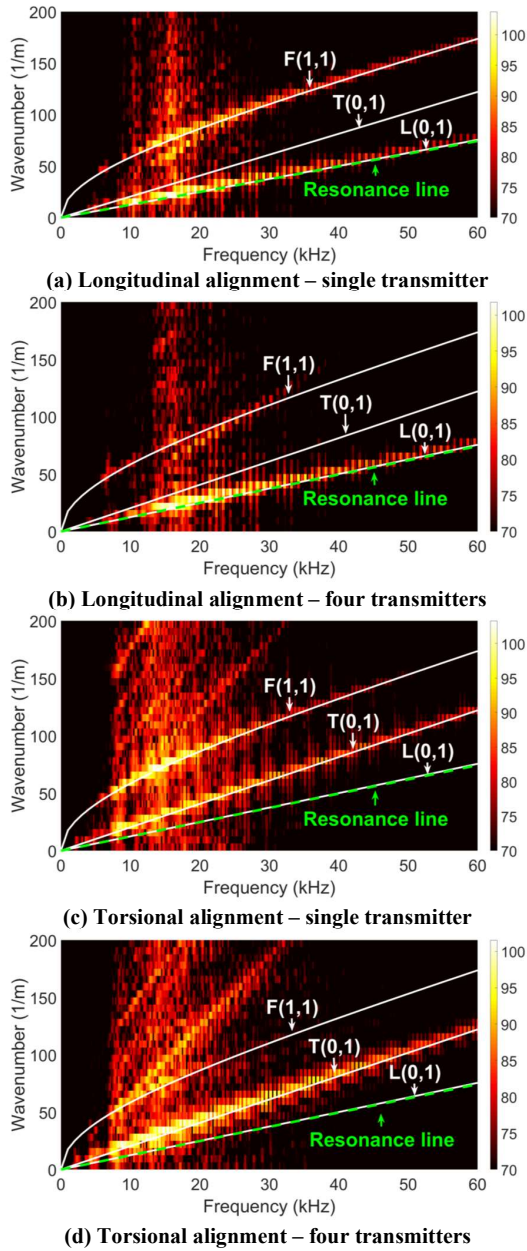 200
150
100
50
0
Wavenumber (1/m)
F(1,1)
T(0,1)
L(0,1)
Resonance line
0 10 20 30 40 50 60
Frequency (kHz)
100
95
90
85
80
75
70
(a) Longitudinal alignment – single transmitter
200
150
100
50
0
Wavenumber (1/m)
F(1,1)
T(0,1)
L(0,1)
Resonance line
0 10 20 30 40 50 60
Frequency (kHz)
100
95
90
85
80
75
70
(b) Longitudinal alignment – four transmitters
200
150
100
50
0
Wavenumber (1/m)
F(1,1)
T(0,1)
L(0,1)
Resonance line
0 10 20 30 40 50 60
Frequency (kHz)
100
95
90
85
80
75
70
(c) Torsional alignment – single transmitter
200
150
100
50
0
Wavenumber (1/m)
F(1,1)
T(0,1)
L(0,1)
Resonance line
0 10 20 30 40 50 60
Frequency (kHz)
100
95
90
85
80
75
70
(d) Torsional alignment – four transmitters